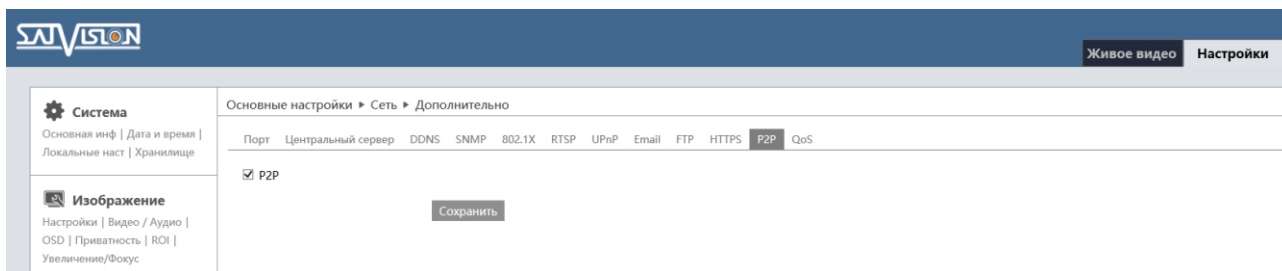 SATVISION
Живое видео Настройки
Система
Основная инф | Дата и время |
Локальные наст | Хранилище
Изображение
Настройки | Видео / Аудио |
OSD | Приватность | ROI |
Увеличение/Фокус
Основные настройки ▶ Сеть ▶ Дополнительно
Порт Центральный сервер DDNS SNMP 802.1X RTSP UPnP Email FTP HTTPS P2P QoS
P2P
Сохранить